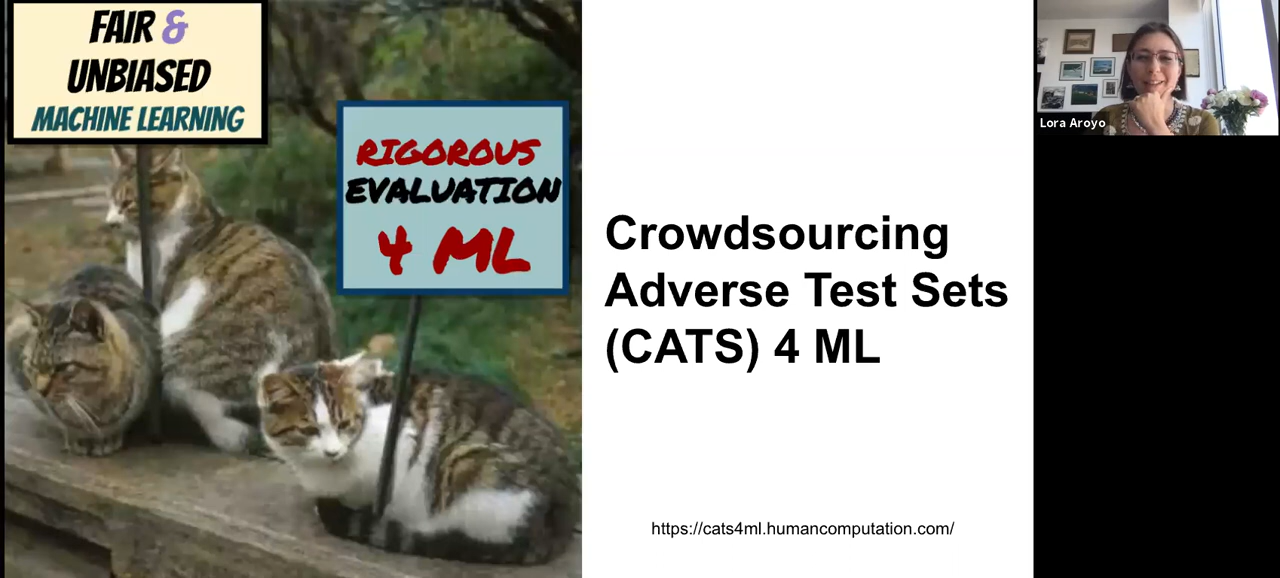 FAIR &
UNBIASED
MACHINE LEARNING
RIGOROUS
EVALUATION
4 ML
Crowdsourcing
Adverse Test Sets
(CATS) 4 ML
https://cats4ml.humancomputation.com/
Lora Aroyo